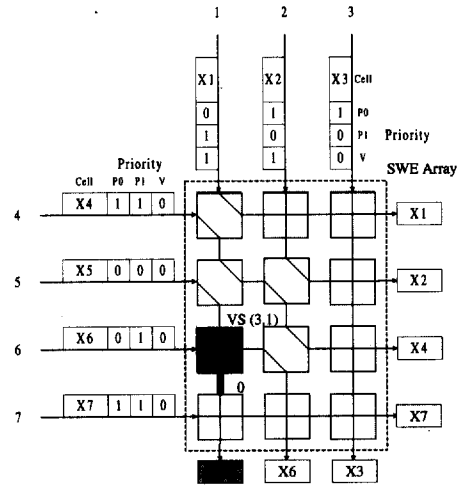 1 2 3
X1 X2 X3 Cell
0 1 1 P0
1 0 0 P1 Priority
1 1 0 V
SWE Array
Priority
Cell P0 P1 V
4 X4 1 1 0 X1
5 X5 0 0 0 X2
VS (3,1)
6 X6 0 1 0 X4
0
7 X7 1 1 0 X7
X6 X3